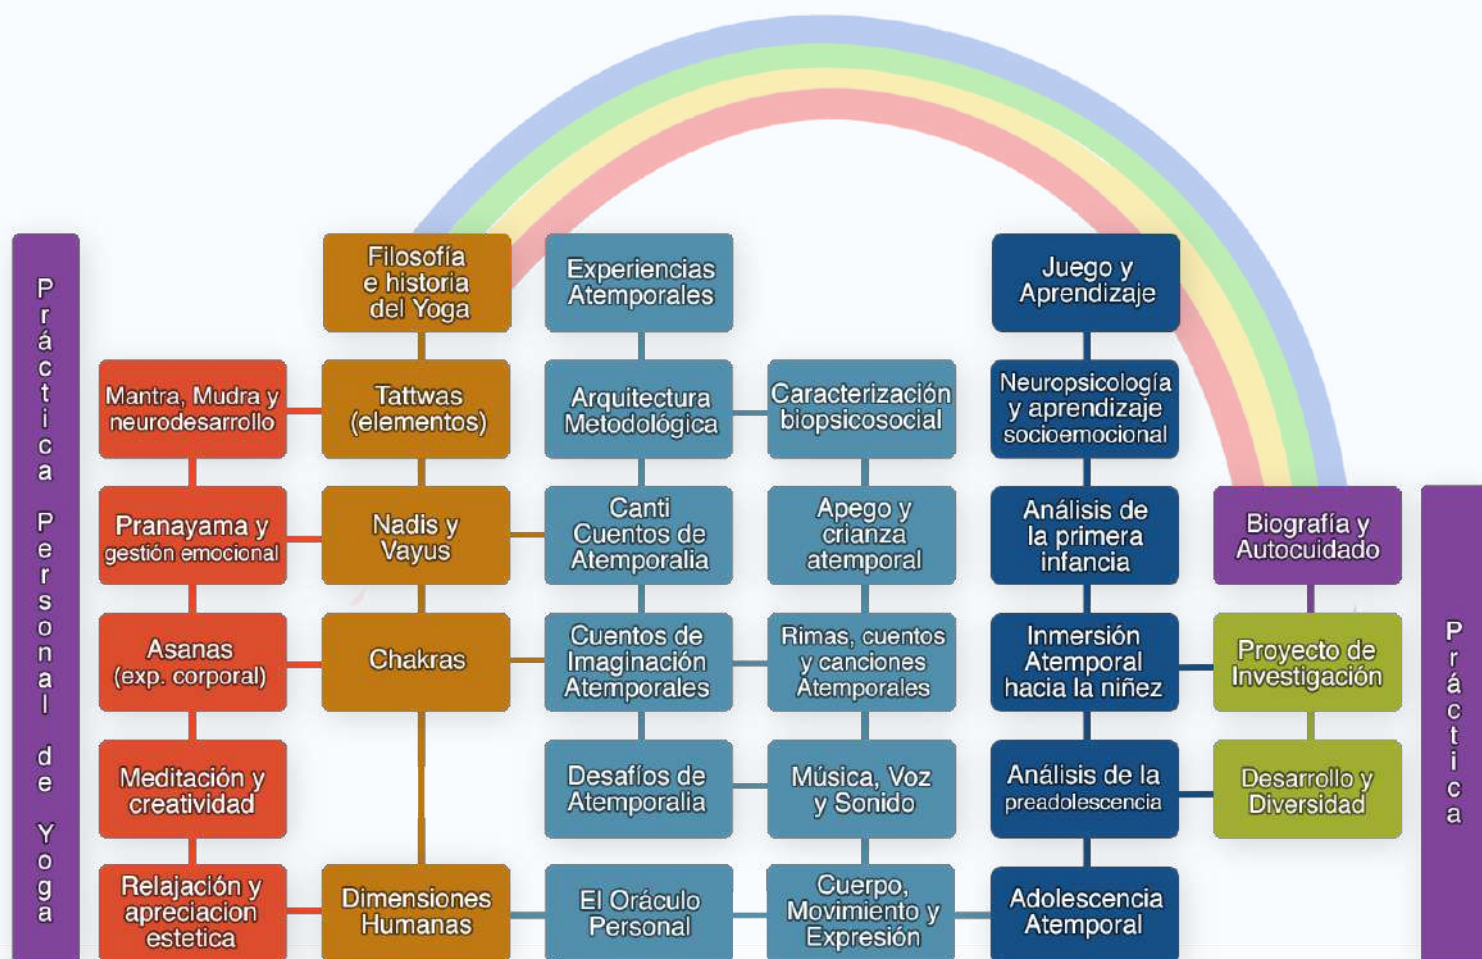 Práctica Personal de Yoga
Mantra, Mudra y
neurodesarrollo
Pranayama y
gestión emocional
Asanas
(exp. corporal)
Meditación y
creatividad
Relajación y
apreciacion
estetica
Filosofía
e historia
del Yoga
Tattwas
(elementos)
Nadis y
Vayus
Chakras
Dimensiones
Humanas
Experiencias
Atemporales
Arquitectura
Metodológica
Canti
Cuentos de
Atemporalia
Cuentos de
Imaginación
Atemporales
Desafíos de
Atemporalia
El Oráculo
Personal
Caracterización
biopsicosocial
Apego y
crianza
atemporal
Rimas, cuentos
y canciones
Atemporales
Música, Voz
y Sonido
Cuerpo,
Movimiento y
Expresión
Juego y
Aprendizaje
Neuropsicología
y aprendizaje
socioemocional
Análisis de
la primera
infancia
Inmersión
Atemporal
hacia la niñez
Análisis de la
preadolescencia
Adolescencia
Atemporal
Biografía y
Autocuidado
Proyecto de
Investigación
Desarrollo y
Diversidad
Práctica